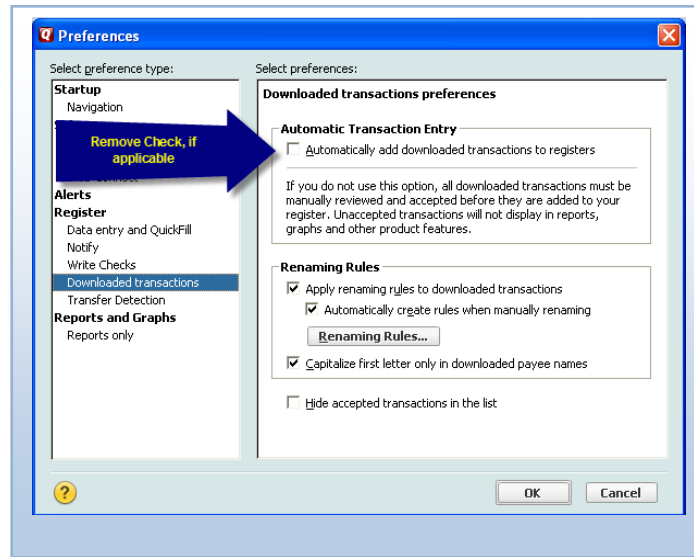 Preferences
Select preference type:
Startup
Navigation
Remove Check, if
applicable
Alerts
Register
Data entry and QuickFill
Notify
Write Checks
Downloaded transactions
Transfer Detection
Reports and Graphs
Reports only
Select preferences:
Downloaded transactions preferences
Automatic Transaction Entry
Automatically add downloaded transactions to registers
If you do not use this option, all downloaded transactions must be
manually reviewed and accepted before they are added to your
register. Unaccepted transactions will not display in reports,
graphs and other product features.
Renaming Rules
Apply renaming rules to downloaded transactions
Automatically create rules when manually renaming
Renaming Rules...
Capitalize first letter only in downloaded payee names
Hide accepted transactions in the list
?
OK
Cancel